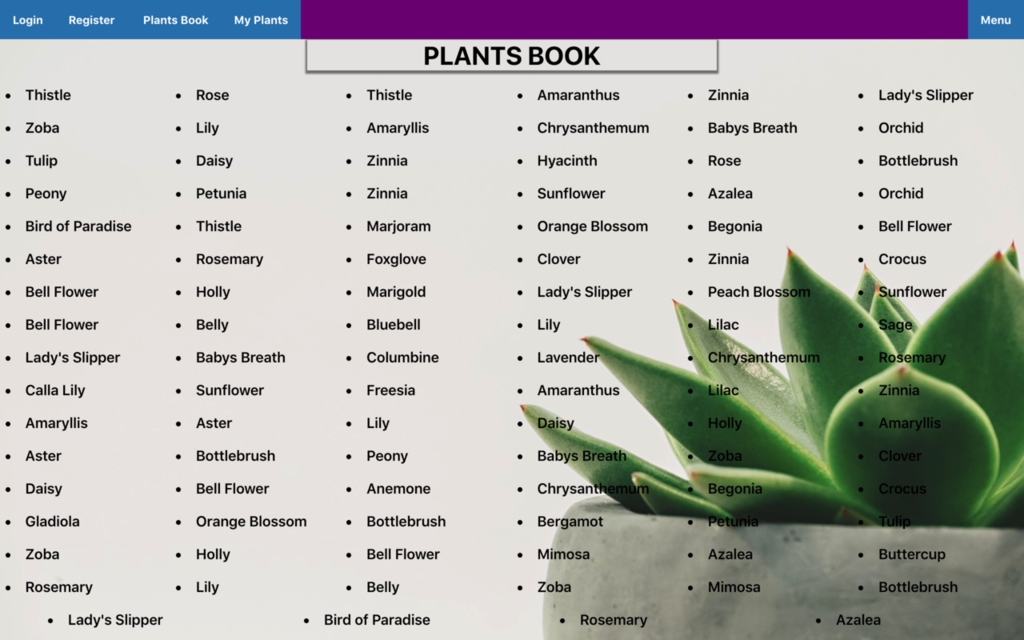 Login Register Plants Book My Plants Menu
PLANTS BOOK
Thistle Rose Thistle Amaranthus Zinnia Lady's Slipper
Zoba Lily Amaryllis Chrysanthemum Babys Breath Orchid
Tulip Daisy Zinnia Hyacinth Rose Bottlebrush
Peony Petunia Zinnia Sunflower Azalea Orchid
Bird of Paradise Thistle Marjoram Orange Blossom Begonia Bell Flower
Aster Rosemary Foxglove Clover Zinnia Crocus
Bell Flower Holly Marigold Lady's Slipper Peach Blossom Sunflower
Bell Flower Belly Bluebell Lily Lilac Sage
Lady's Slipper Babys Breath Columbine Lavender Chrysanthemum Rosemary
Calla Lily Sunflower Freesia Amaranthus Lilac Zinnia
Amaryllis Aster Lily Daisy Holly Amaryllis
Aster Bottlebrush Peony Babys Breath Zoba Clover
Daisy Bell Flower Anemone Chrysanthemum Begonia Crocus
Gladiola Orange Blossom Bottlebrush Bergamot Petunia Tulip
Zoba Holly Bell Flower Mimosa Azalea Buttercup
Rosemary Lily Belly Zoba Mimosa Bottlebrush
Lady's Slipper Bird of Paradise Rosemary Azalea